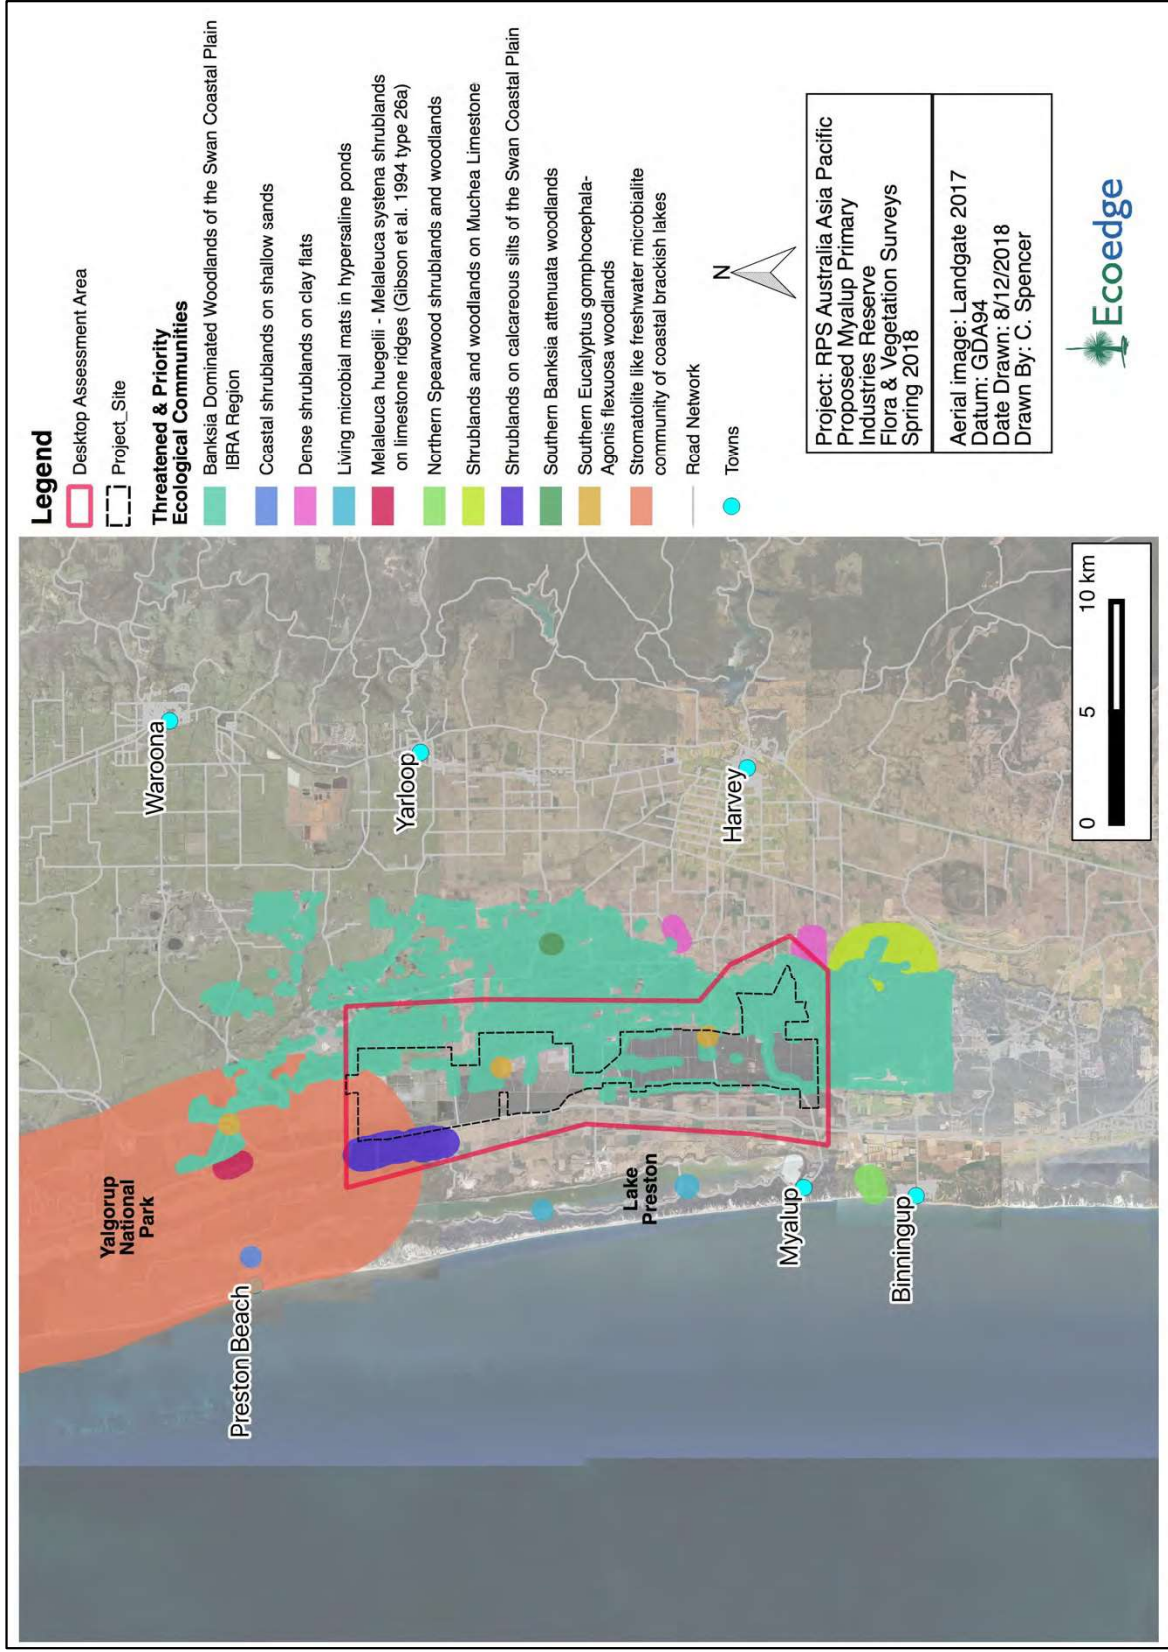 Legend
Desktop Assessment Area
Project_Site
Threatened & Priority
Ecological Communities
Banksia Dominated Woodlands of the Swan Coastal Plain
IBRA Region
Coastal shrublands on shallow sands
Dense shrublands on clay flats
Living microbial mats in hypersaline ponds
Melaleuca huegelii - Melaleuca systena shrublands
on limestone ridges (Gibson et al. 1994 type 26a)
Northern Spearwood shrublands and woodlands
Shrublands and woodlands on Muchea Limestone
Shrublands on calcareous silts of the Swan Coastal Plain
Southern Banksia attenuata woodlands
Southern Eucalyptus gomphocephala-
Agonis flexuosa woodlands
Stromatolite like freshwater microbialite
community of coastal brackish lakes
Road Network
Towns
N
Project: RPS Australia Asia Pacific
Proposed Myalup Primary
Industries Reserve
Flora & Vegetation Surveys
Spring 2018
Aerial image: Landgate 2017
Datum: GDA94
Date Drawn: 8/12/2018
Drawn By: C. Spencer
Ecoedge
Waroona
Yarloop
Harvey
Yalgorup
National
Park
Preston Beach
Lake
Preston
Myalup
Binningup
0 5 10 km